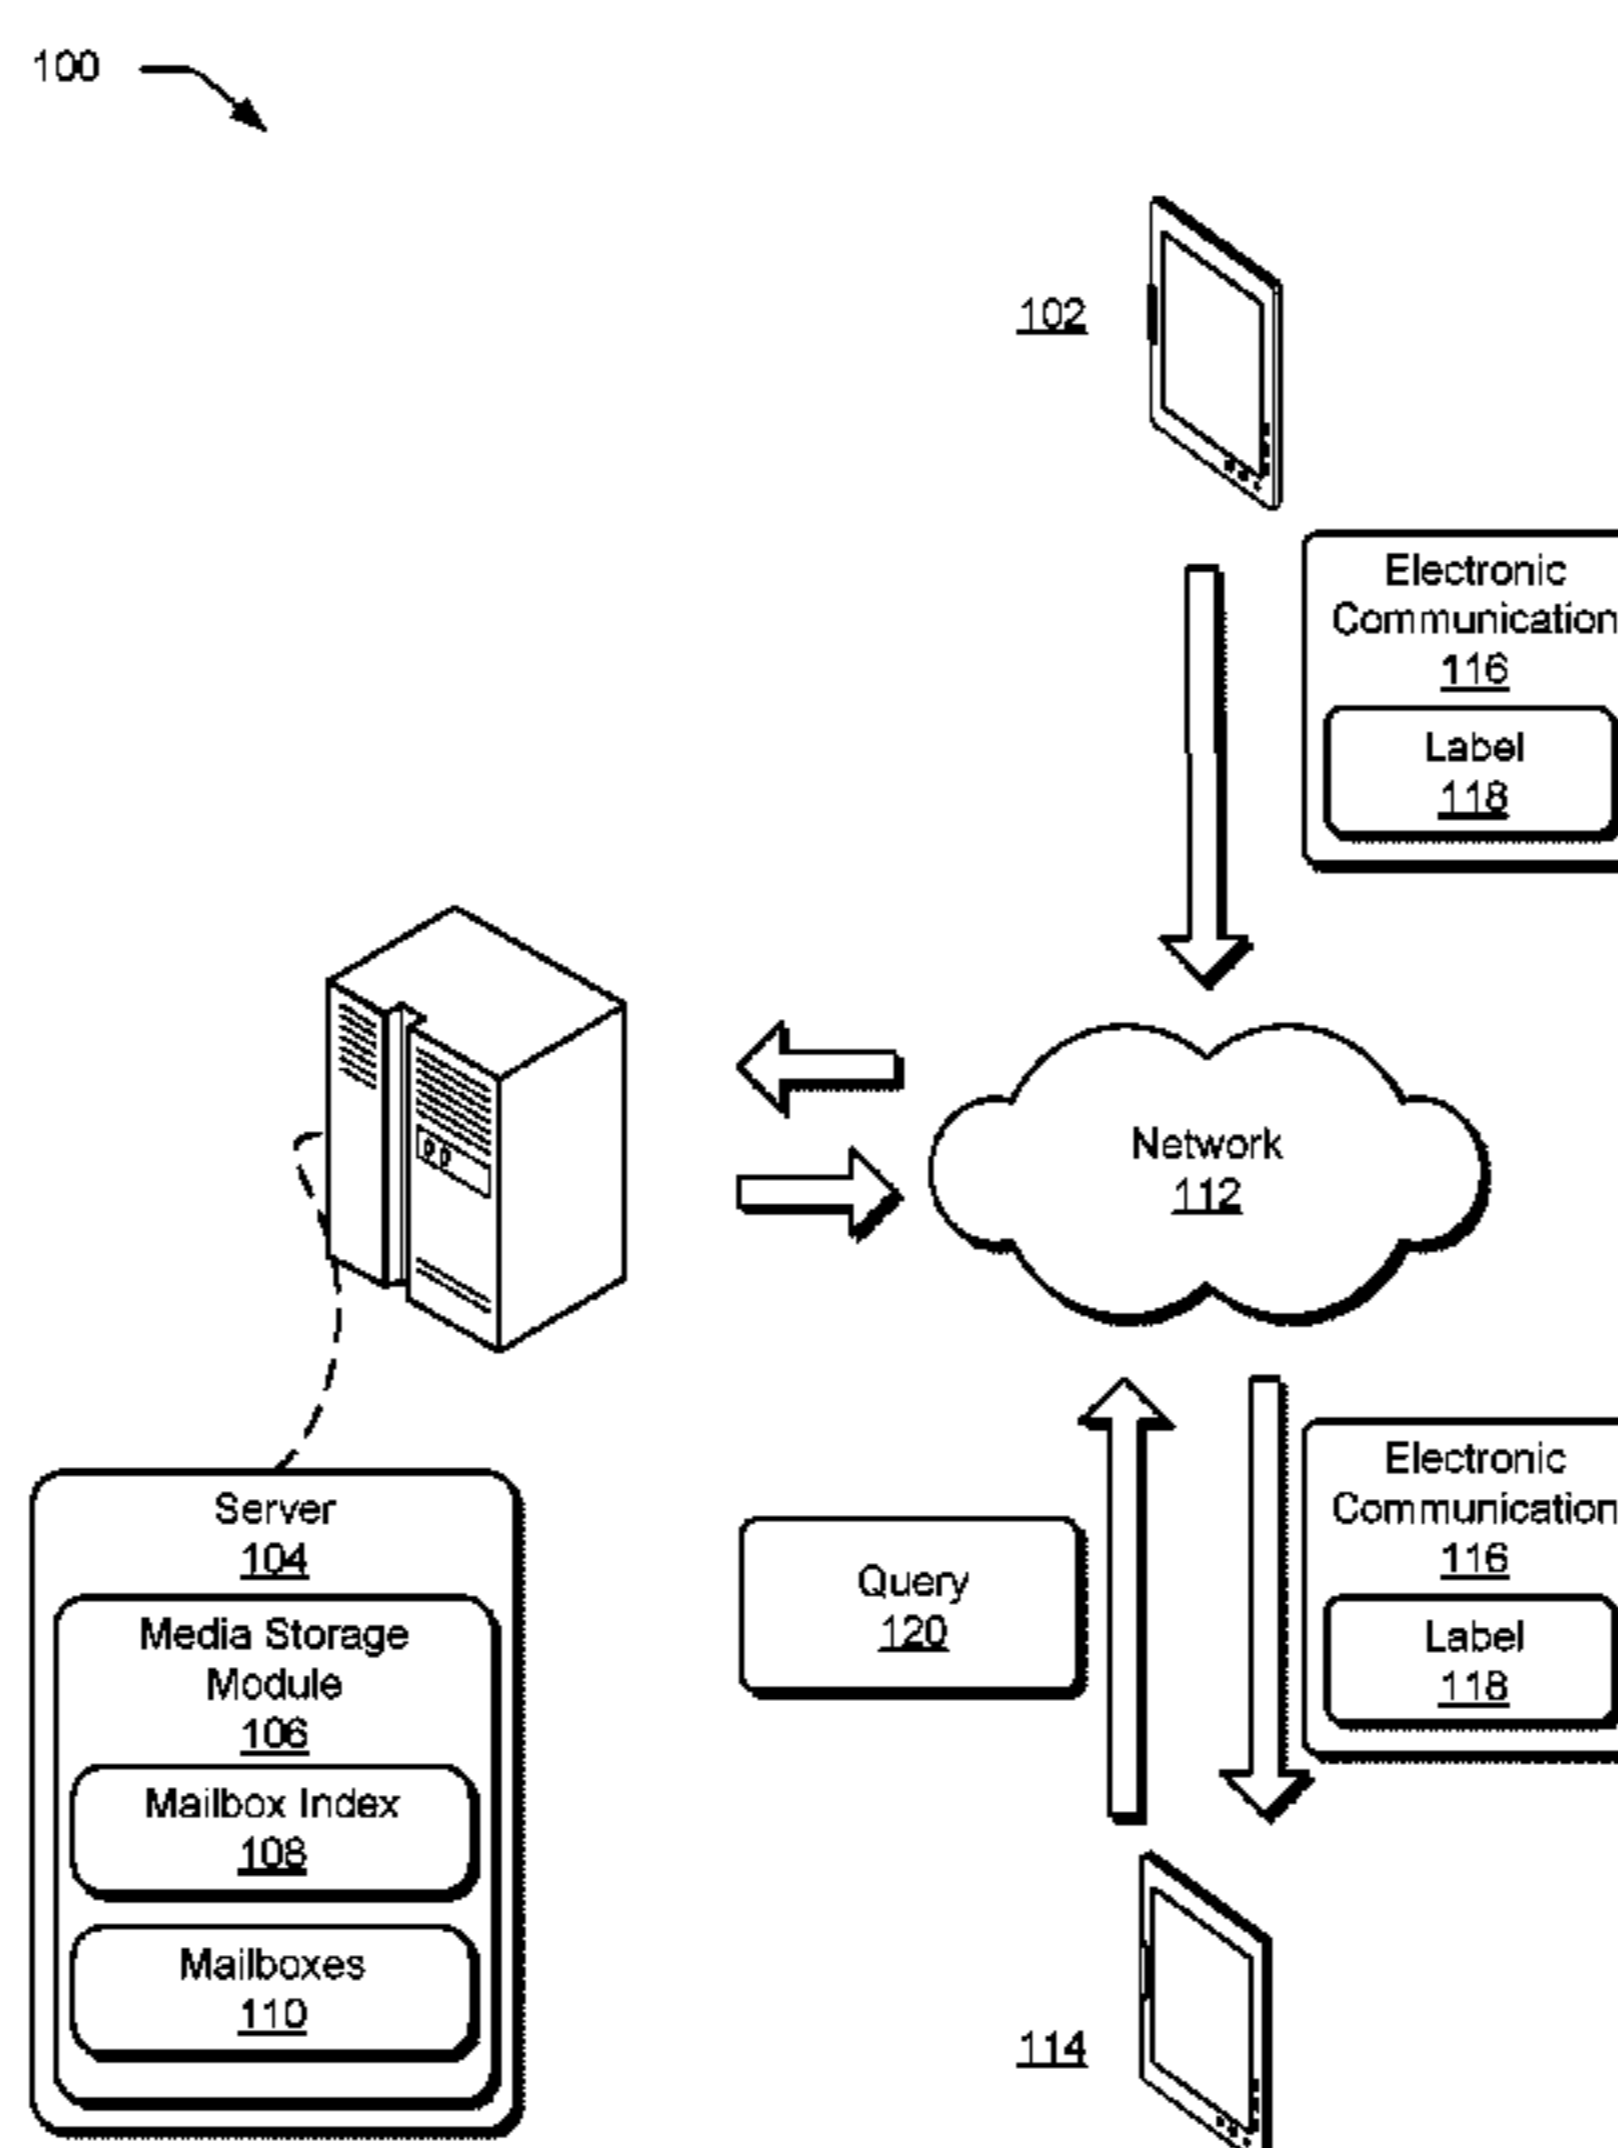 100
102
Electronic
Communication
116
Label
118
Network
112
Server
104
Media Storage
Module
106
Mailbox Index
108
Mailboxes
110
Query
120
Electronic
Communication
116
Label
118
114